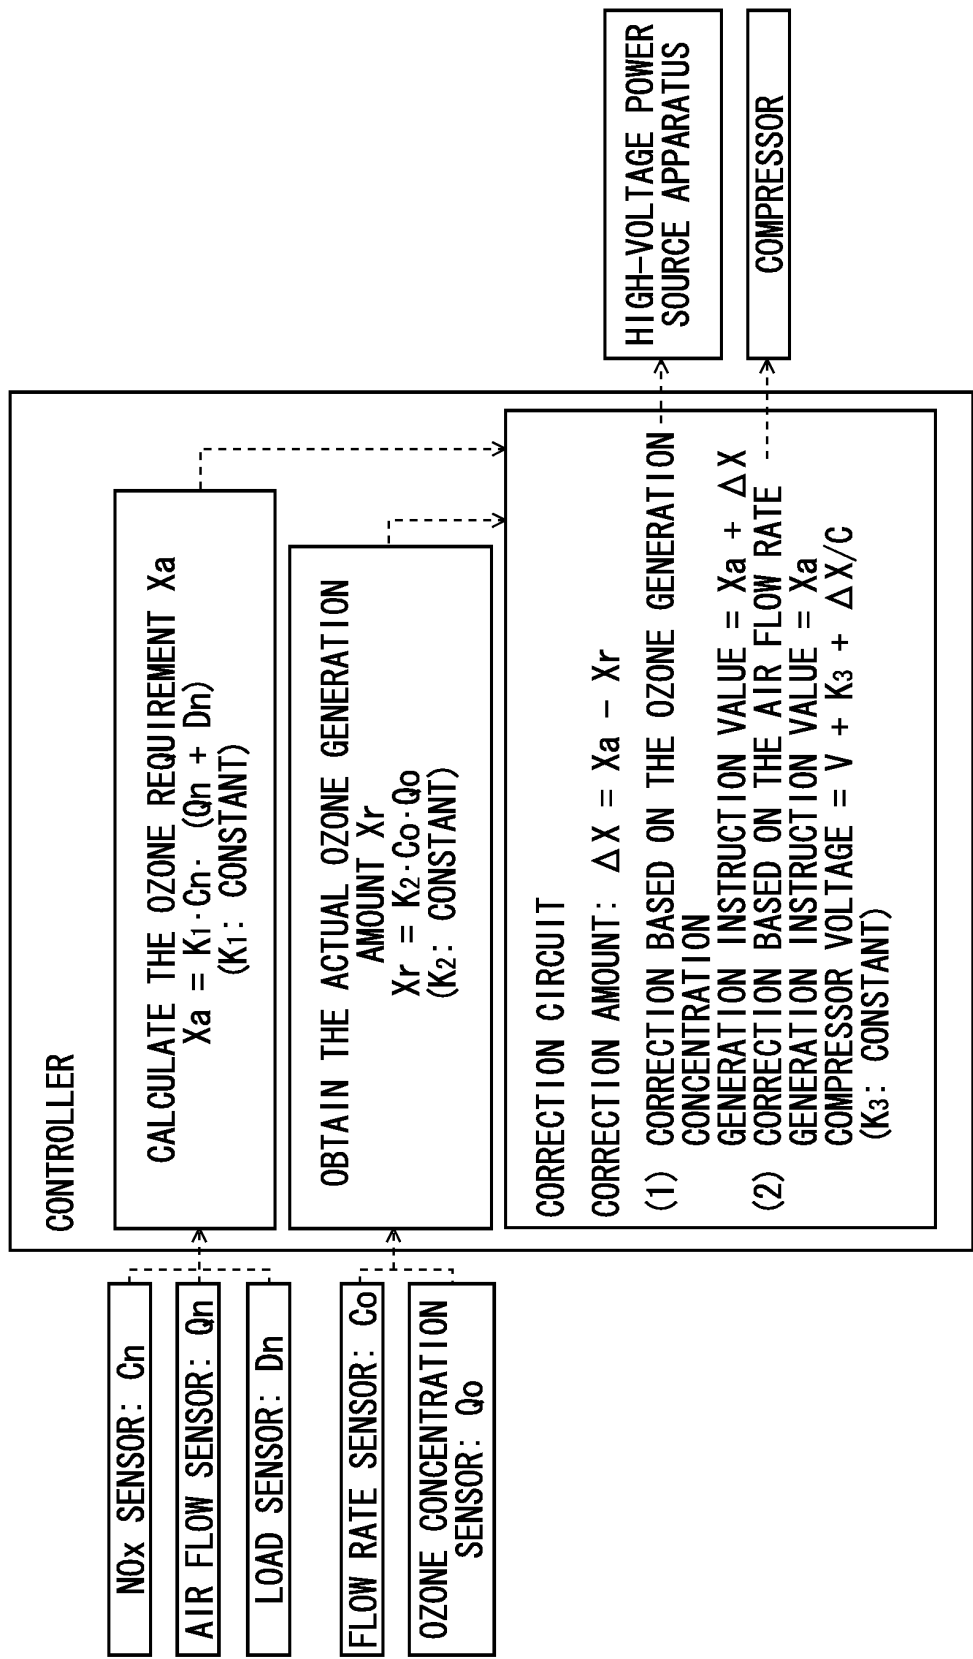 NOx SENSOR: Cn
AIR FLOW SENSOR: Qn
LOAD SENSOR: Dn
FLOW RATE SENSOR: Co
OZONE CONCENTRATION
SENSOR: Qo
CONTROLLER
CALCULATE THE OZONE REQUIREMENT Xa
Xa = K₁·Cn· (Qn + Dn)
(K₁: CONSTANT)
OBTAIN THE ACTUAL OZONE GENERATION
AMOUNT Xr
Xr = K₂·Co·Qo
(K₂: CONSTANT)
CORRECTION CIRCUIT
CORRECTION AMOUNT: ΔX = Xa − Xr
(1) CORRECTION BASED ON THE OZONE GENERATION
CONCENTRATION
GENERATION INSTRUCTION VALUE = Xa + ΔX
(2) CORRECTION BASED ON THE AIR FLOW RATE
GENERATION INSTRUCTION VALUE = Xa
COMPRESSOR VOLTAGE = V + K₃ + ΔX/C
(K₃: CONSTANT)
HIGH-VOLTAGE POWER
SOURCE APPARATUS
COMPRESSOR